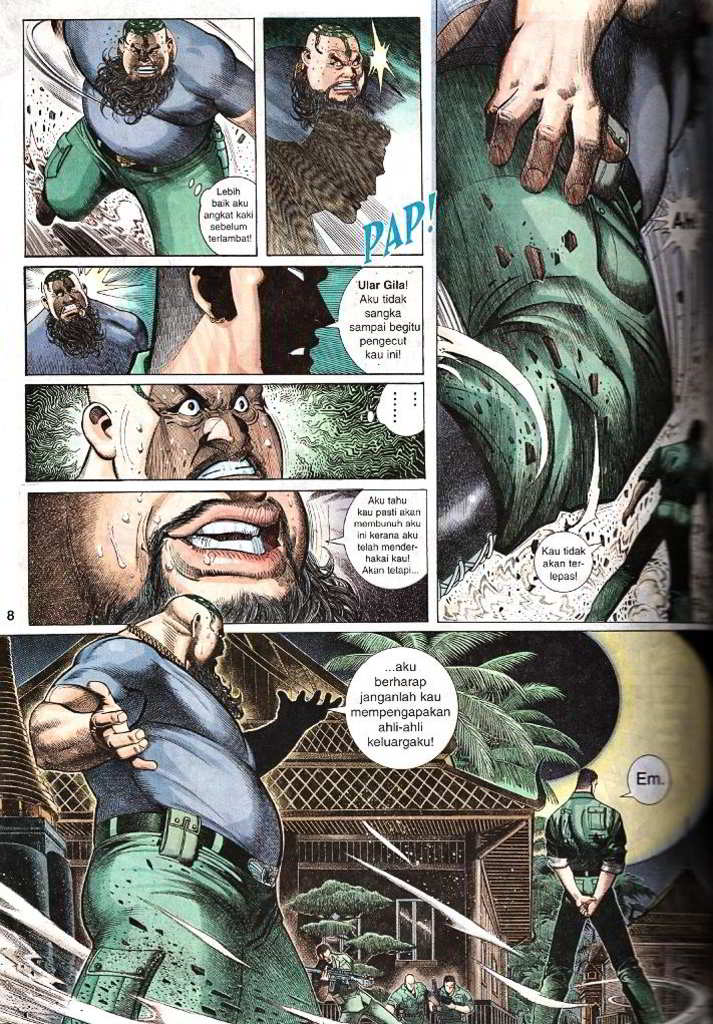 Lebih
baik aku
angkat kaki
sebelum
terlambat!
PAP!
Ular Gila!
Aku tidak
sangka
sampai begitu
pengecut
kau ini!
Aku tahu
kau pasti akan
membunuh aku
ini kerana aku
telah mender-
hakai kau!
Akan tetapi...
Ah!
Kau tidak
akan ter-
lepas!
8
...aku
berharap
janganlah kau
mempengapakan
ahli-ahli
keluargaku!
Em.